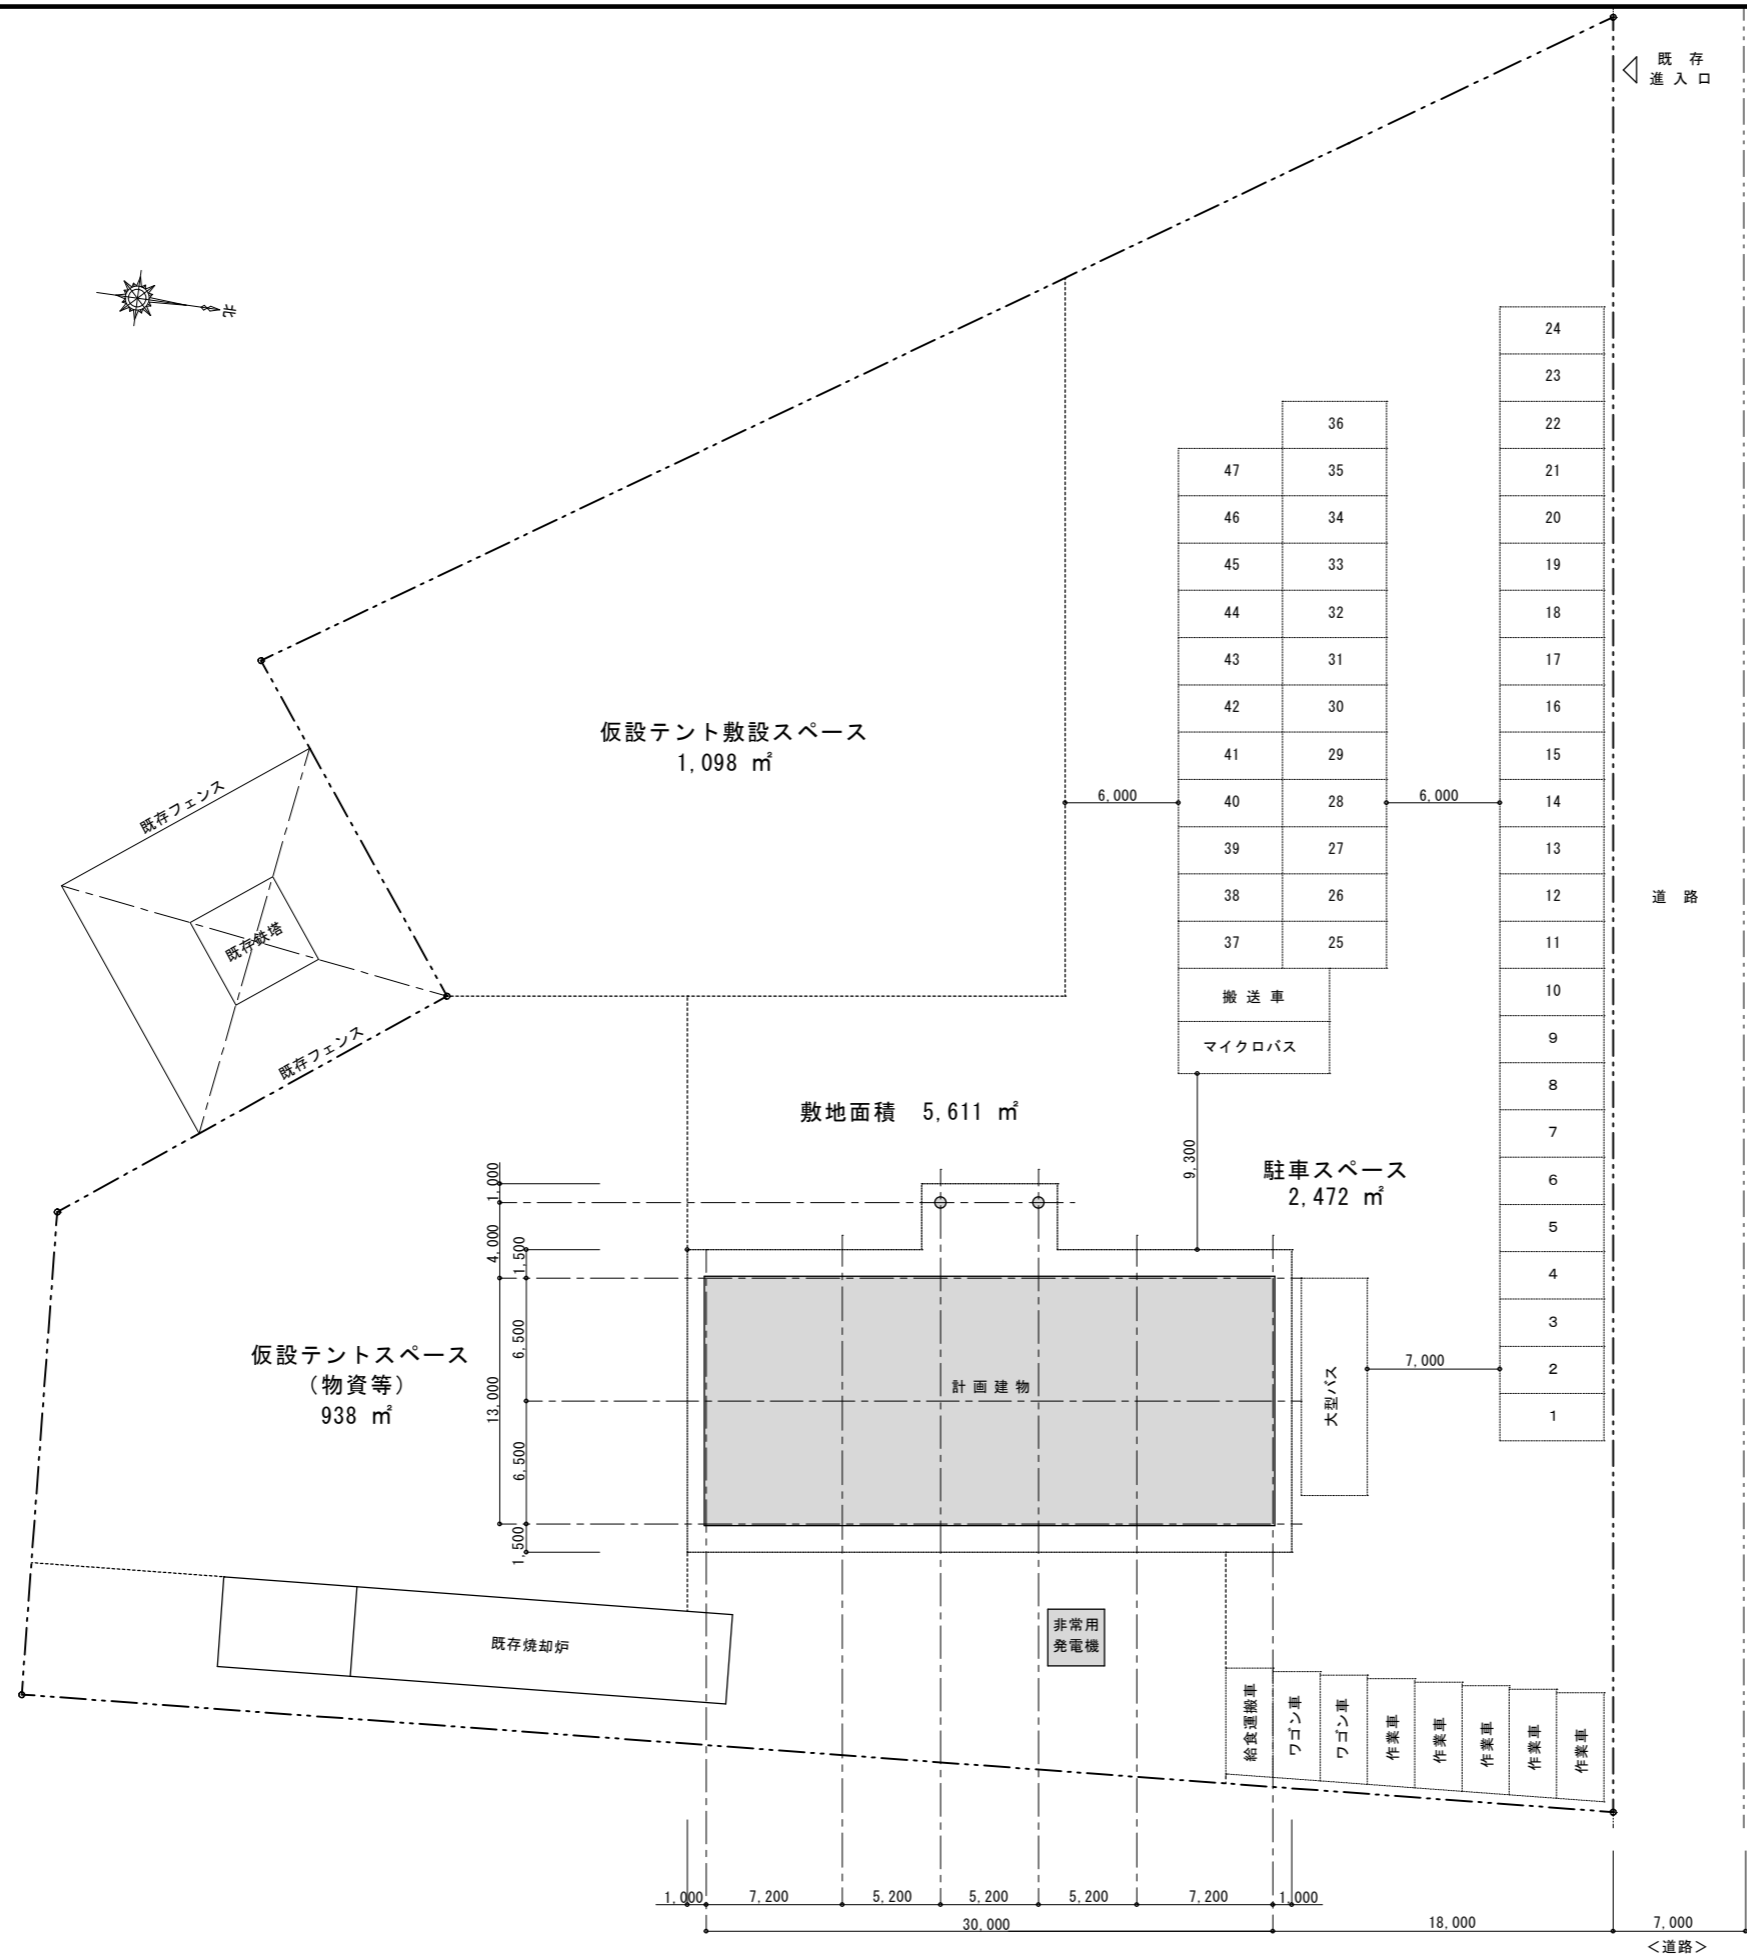 既 存
進 入 口
北
24
23
22
21
20
19
18
17
16
15
14
13
12
11
10
9
8
7
6
5
4
3
2
1
36
35
34
33
32
31
30
29
28
27
26
25
47
46
45
44
43
42
41
40
39
38
37
搬 送 車
マイクロバス
6,000
6,000
道 路
仮設テント敷設スペース
1,098 ㎡
既存フェンス
既存鉄塔
既存フェンス
敷地面積 5,611 ㎡
9,300
駐車スペース
2,472 ㎡
1,000
4,000
1,500
6,500
13,000
6,500
1,500
仮設テントスペース
(物資等)
938 ㎡
計 画 建 物
大型バス
7,000
既存焼却炉
非常用
発電機
給食運搬車
ワゴン車
ワゴン車
作業車
作業車
作業車
作業車
作業車
1,000
7,200
5,200
5,200
5,200
7,200
1,000
30,000
18,000
7,000
<道路>